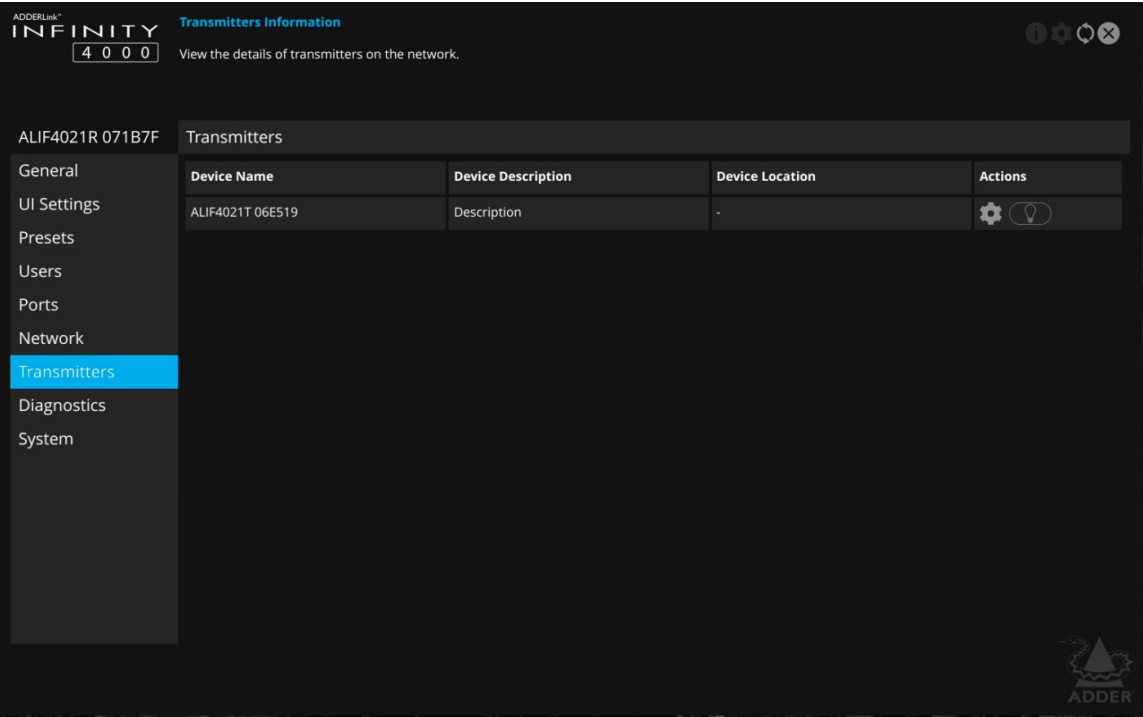 ADDERLink™
INFINITY
4000
Transmitters Information
View the details of transmitters on the network.
ALIF4021R 071B7F
Transmitters
General
UI Settings
Presets
Users
Ports
Network
Transmitters
Diagnostics
System
Device Name Device Description Device Location Actions
ALIF4021T 06E519 Description -
ADDER